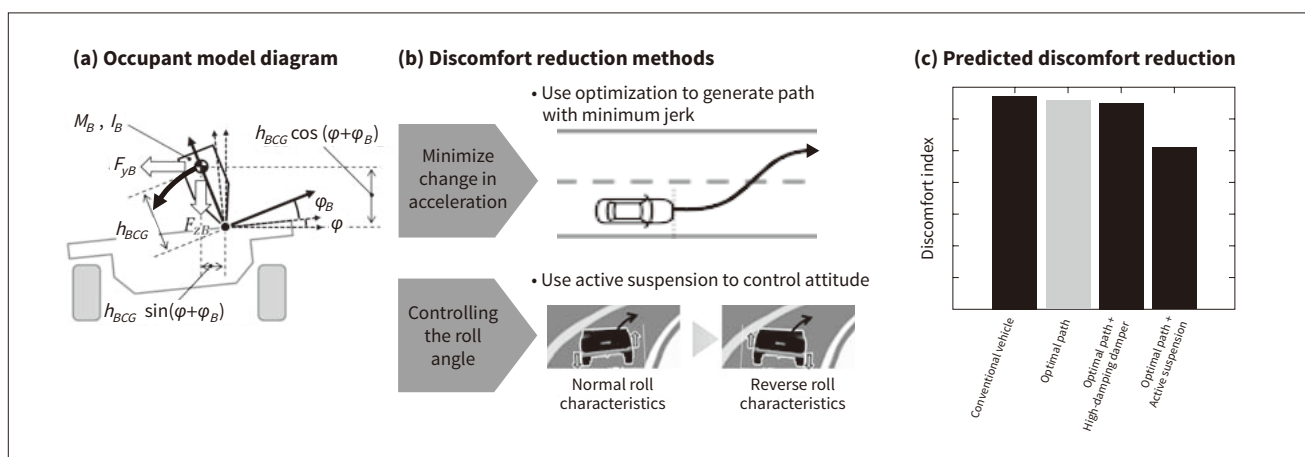 (a) Occupant model diagram
M_B , I_B
F_yB
h_BCG cos (φ+φ_B)
φ_B
φ
F_zB
h_BCG
h_BCG sin(φ+φ_B)
(b) Discomfort reduction methods
• Use optimization to generate path
with minimum jerk
Minimize
change in
acceleration
• Use active suspension to control attitude
Controlling
the roll
angle
Normal roll
characteristics
Reverse roll
characteristics
(c) Predicted discomfort reduction
Discomfort index
Conventional vehicle
Optimal path
Optimal path +
High-damping damper
Optimal path +
Active suspension